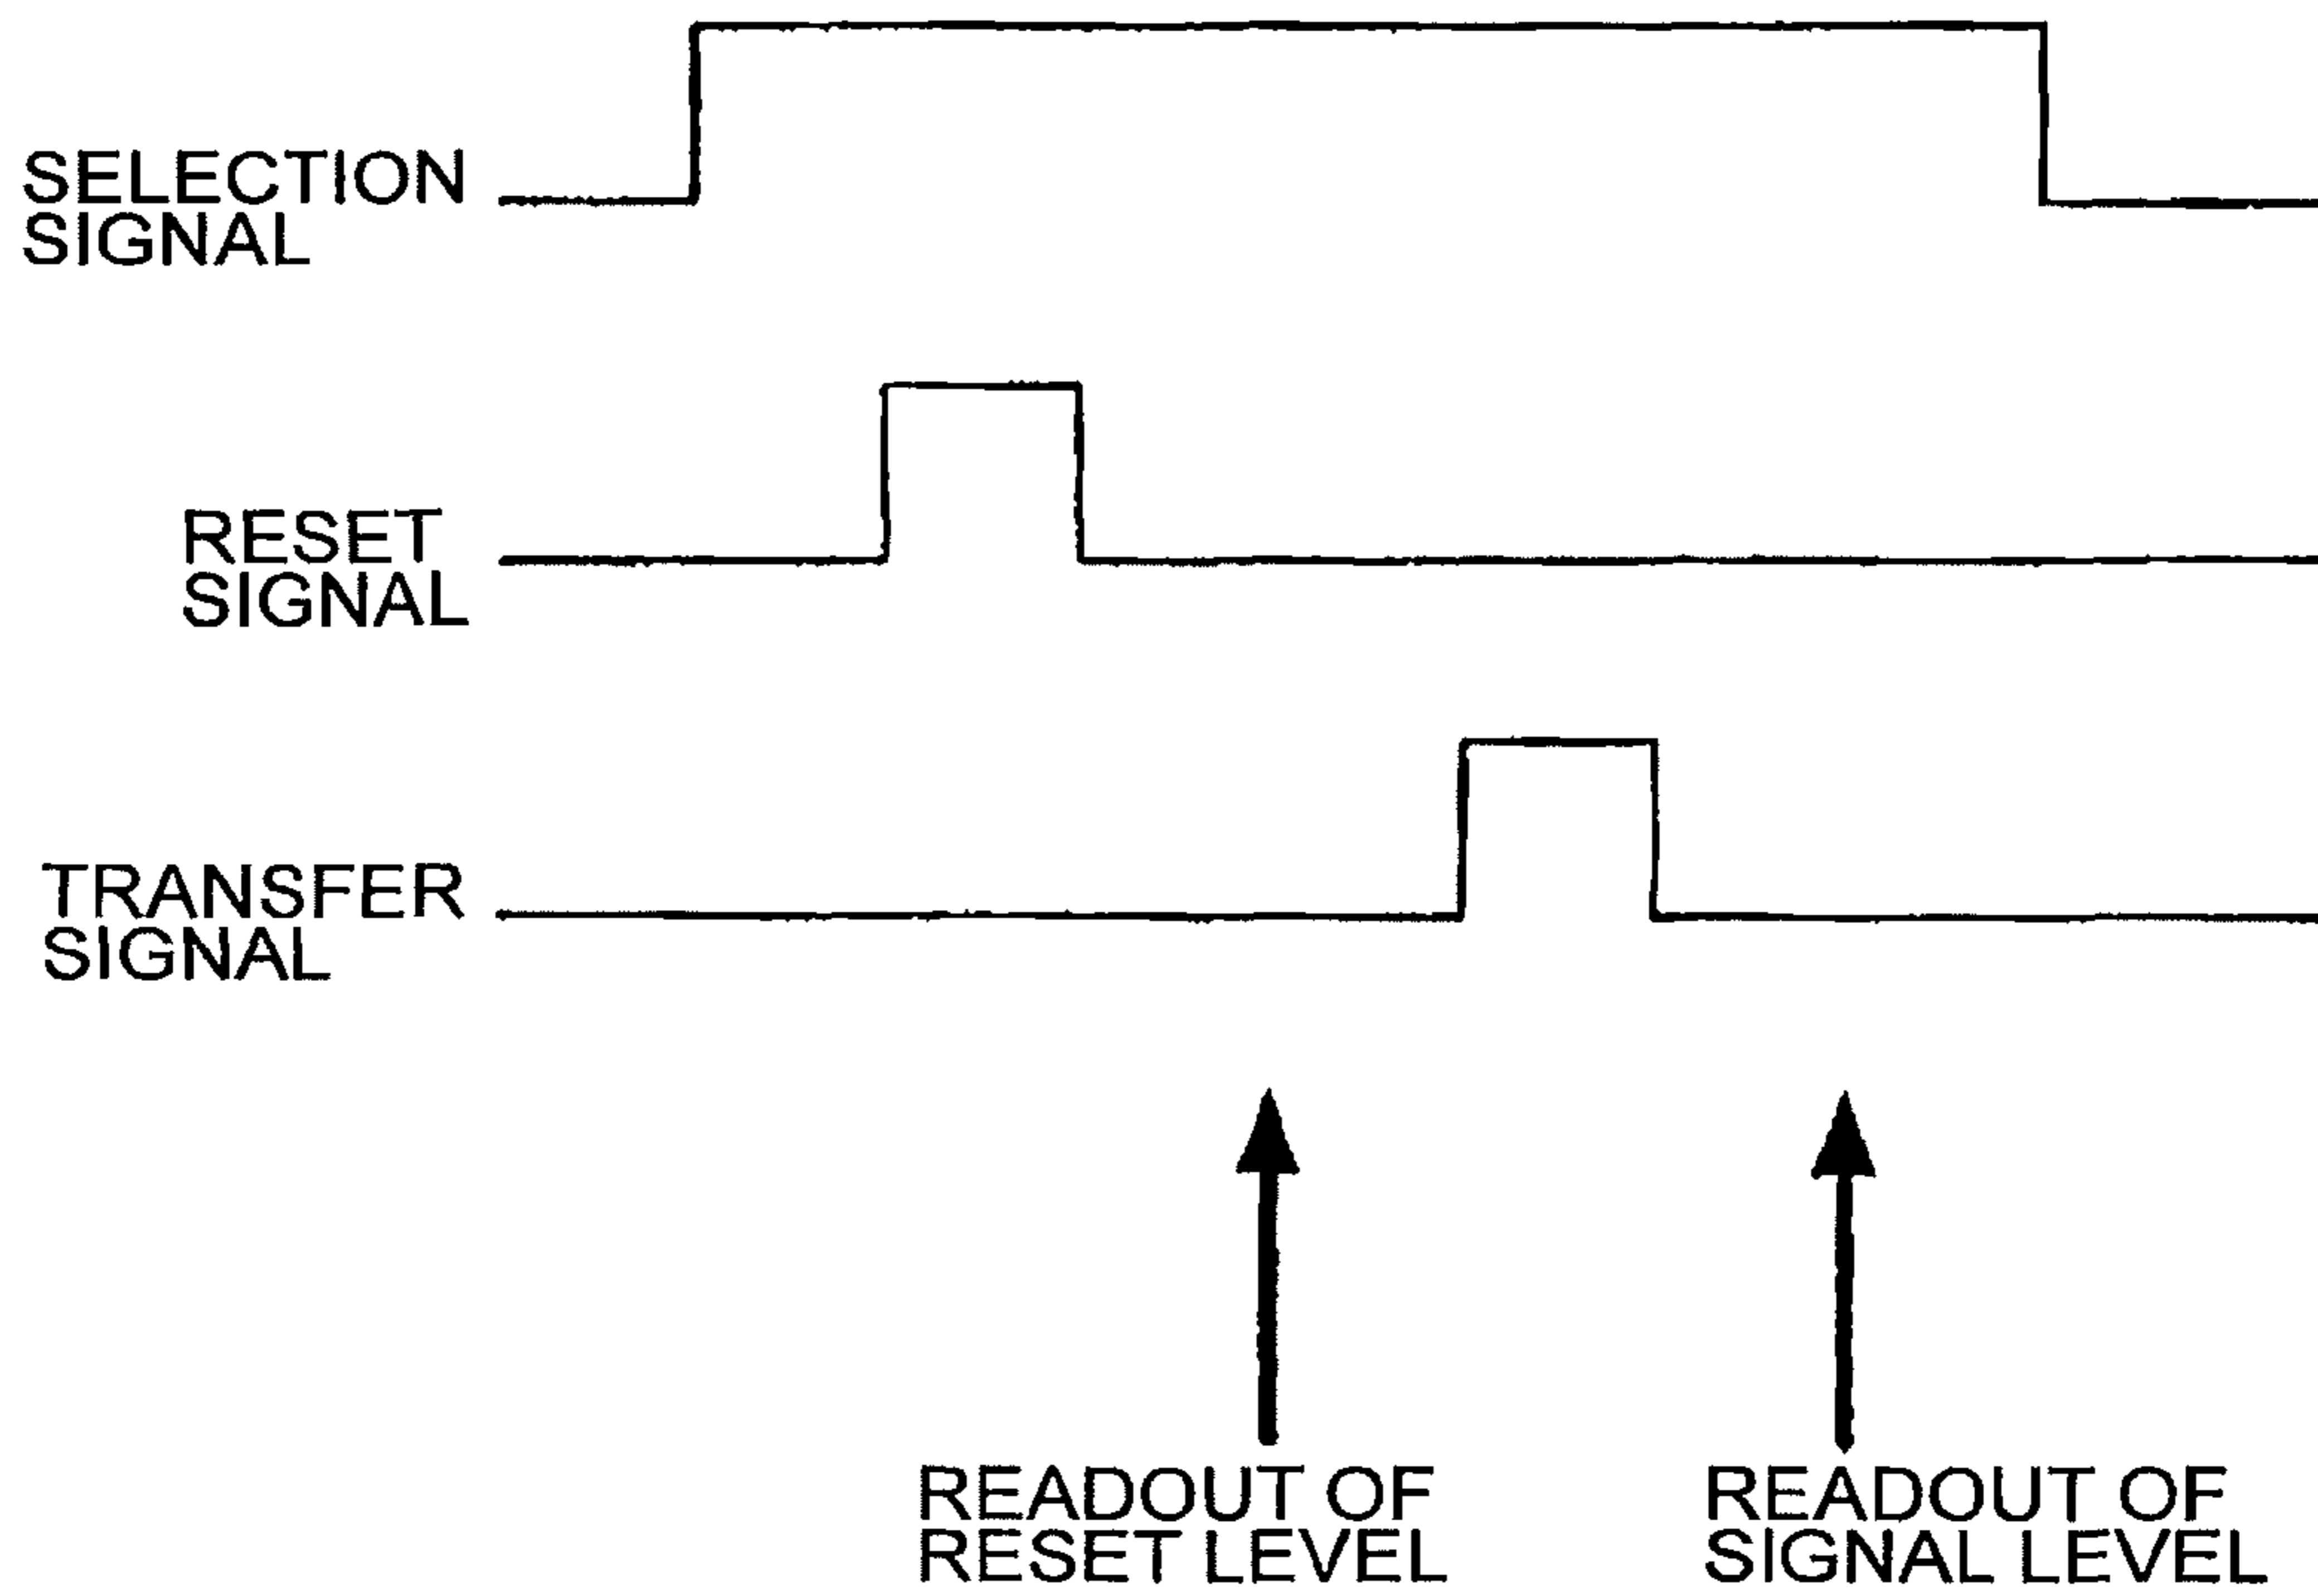 SELECTION
SIGNAL
RESET
SIGNAL
TRANSFER
SIGNAL
READOUT OF
RESET LEVEL
READOUT OF
SIGNAL LEVEL